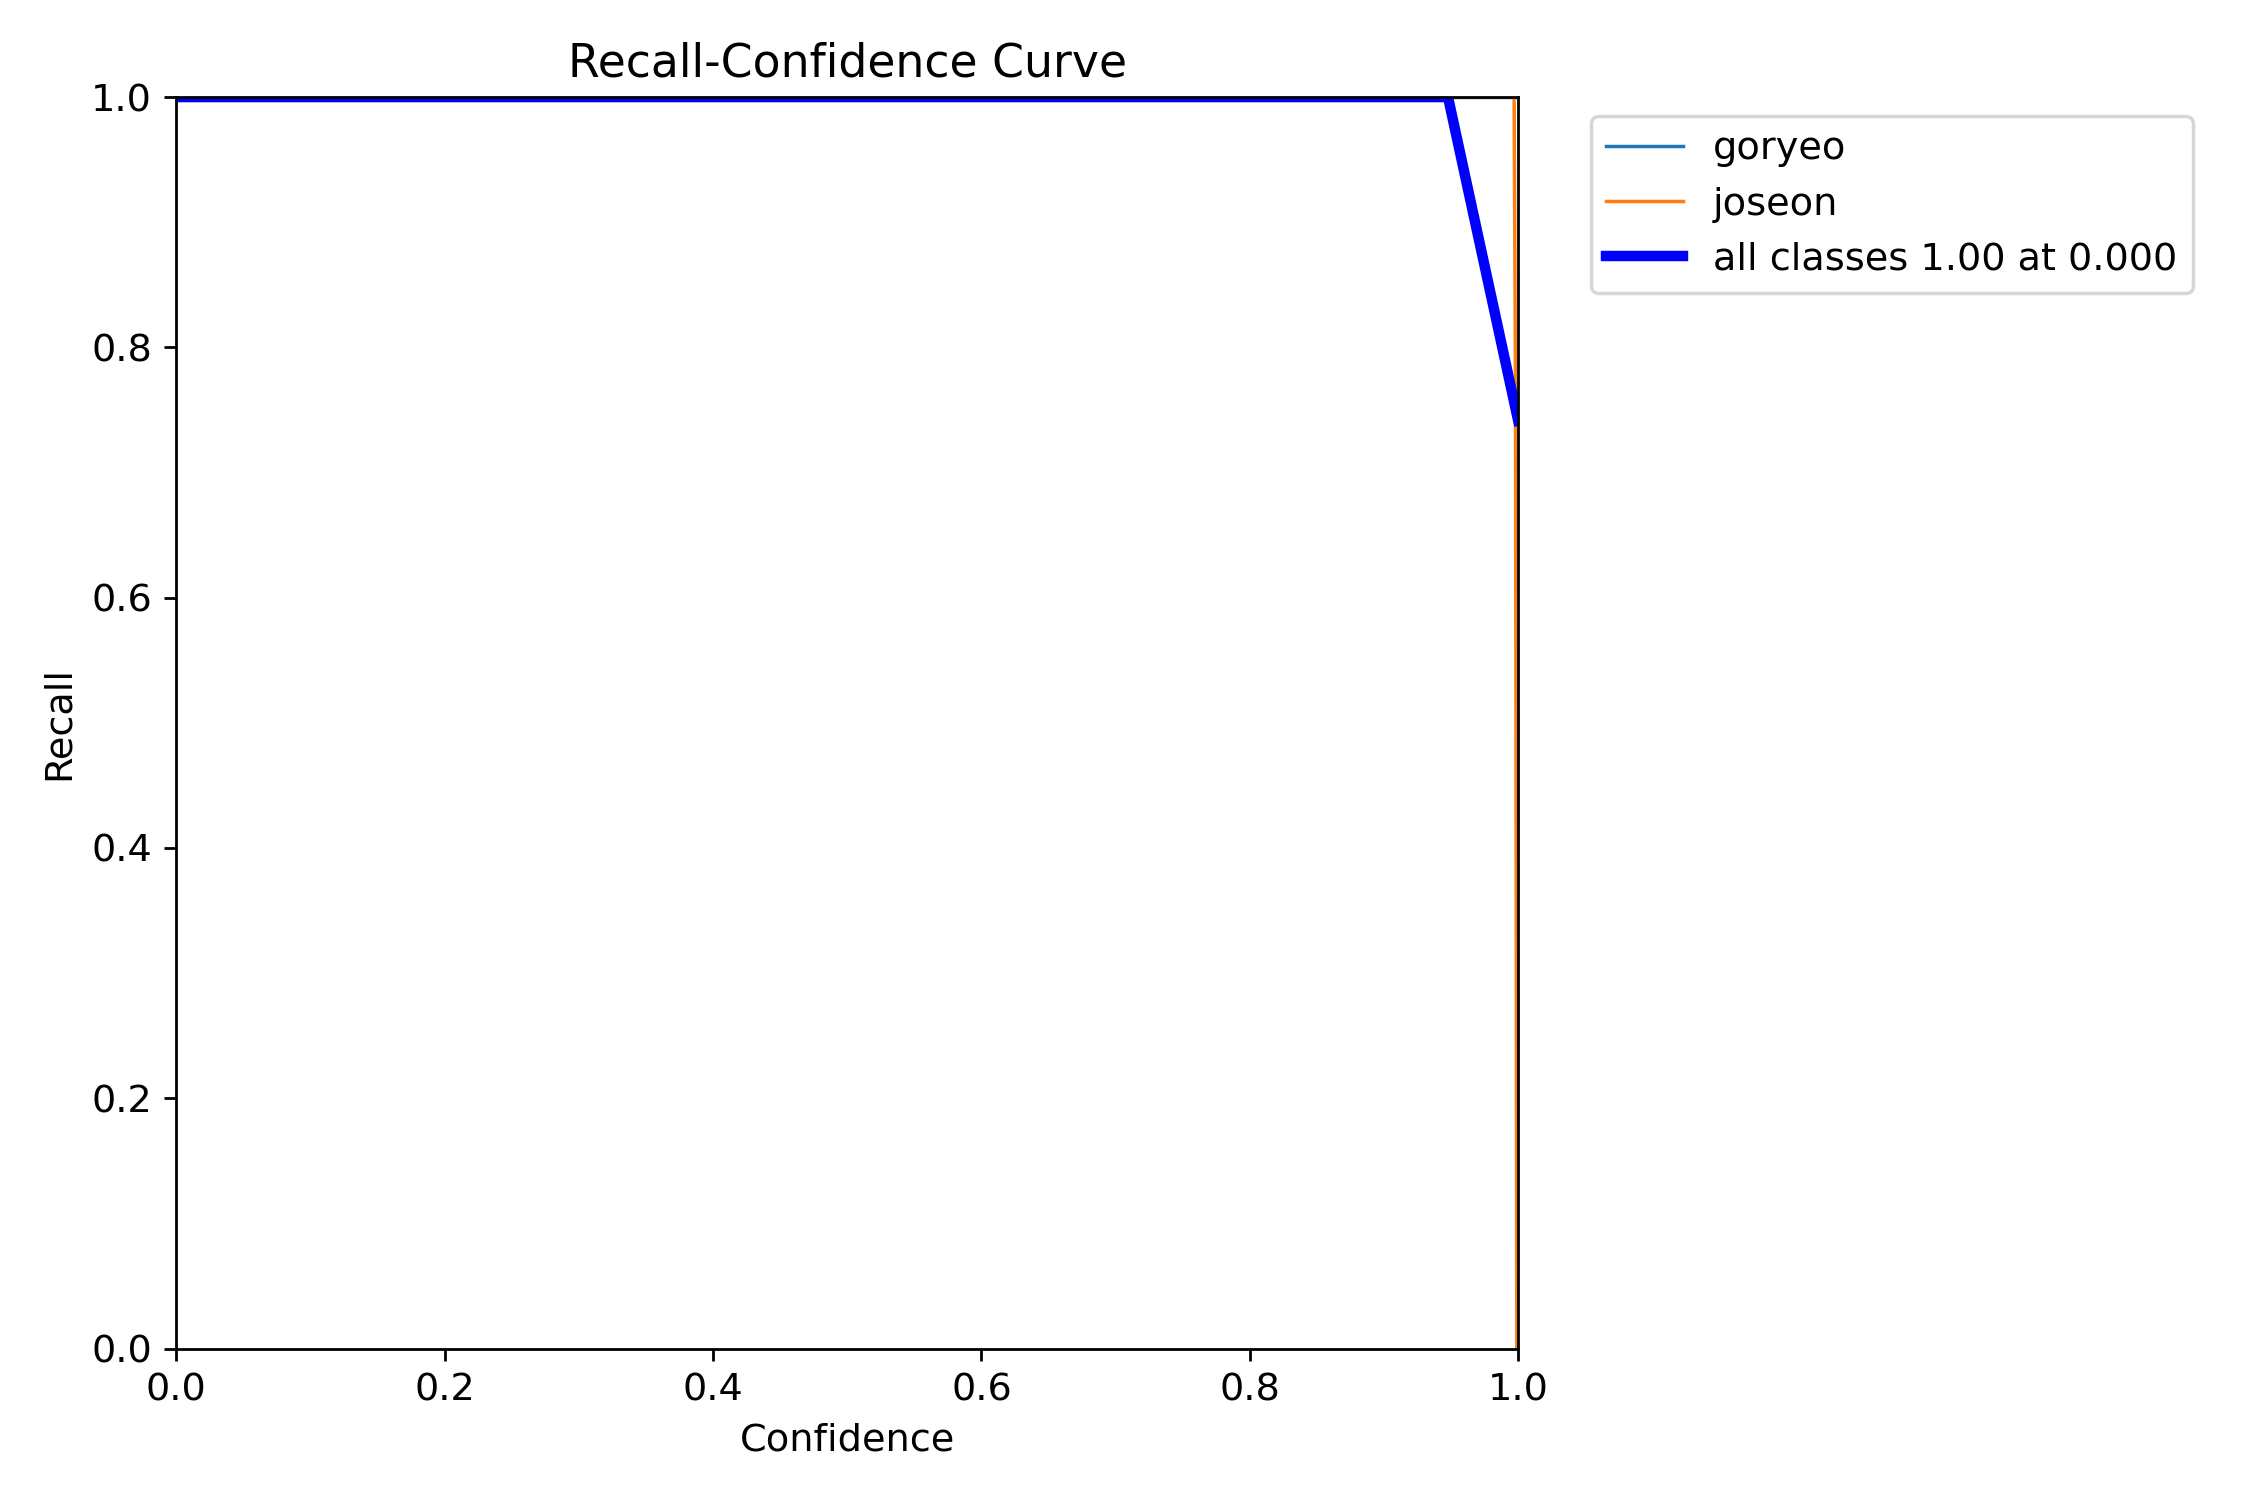 Recall-Confidence Curve
1.0
0.8
0.6
0.4
0.2
0.0
Recall
0.0 0.2 0.4 0.6 0.8 1.0
Confidence
goryeo
joseon
all classes 1.00 at 0.000